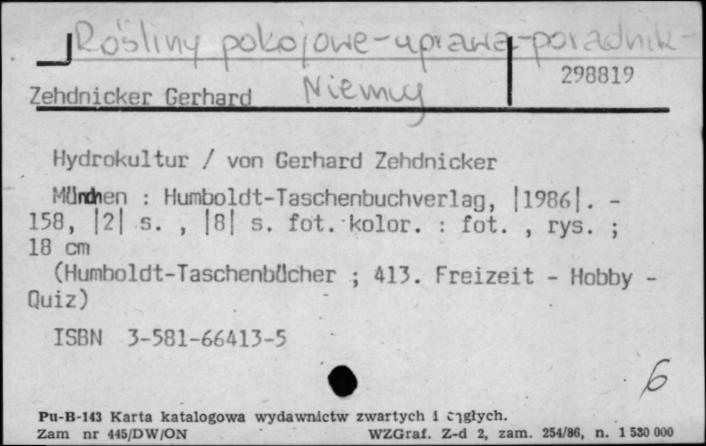 Rośliny pokojowe-uprawa-poradnik-
Niemcy
298819
Zehdnicker Gerhard
Hydrokultur / von Gerhard Zehdnicker
München : Humboldt-Taschenbuchverlag, |1986|. -
158, |2| s. , |8| s. fot. kolor. : fot. , rys. ;
18 cm
(Humboldt-Taschenbücher ; 413. Freizeit - Hobby -
Quiz)
ISBN 3-581-66413-5
6
Pu-B-143 Karta katalogowa wydawnictw zwartych i ciągłych.
Zam nr 445/DW/ON WZGraf. Z-d 2, zam. 254/86, n. 1 530 000